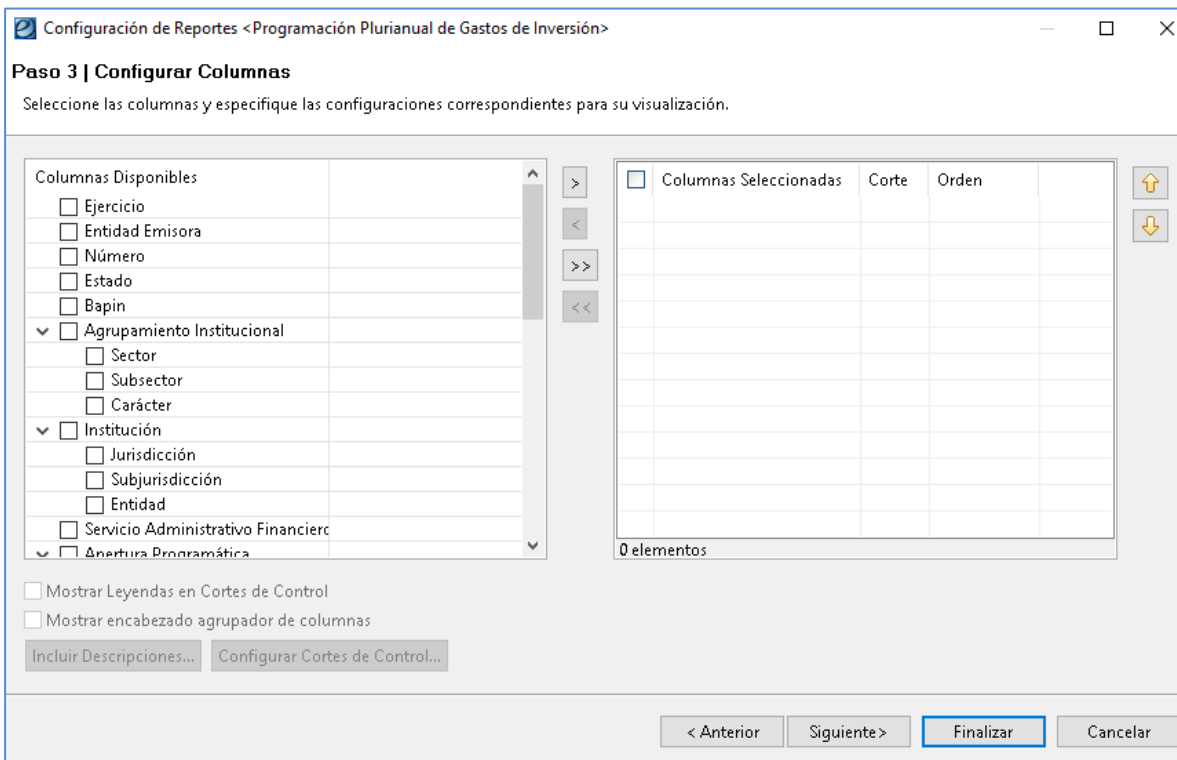 Configuración de Reportes <Programación Plurianual de Gastos de Inversión>
Paso 3 | Configurar Columnas
Seleccione las columnas y especifique las configuraciones correspondientes para su visualización.
Columnas Disponibles
Ejercicio
Entidad Emisora
Número
Estado
Bapin
Agrupamiento Institucional
Sector
Subsector
Carácter
Institución
Jurisdicción
Subjurisdicción
Entidad
Servicio Administrativo Financiero
Apertura Programática
>
<
>>
<<
Columnas Seleccionadas Corte Orden
0 elementos
Mostrar Leyendas en Cortes de Control
Mostrar encabezado agrupador de columnas
Incluir Descripciones... Configurar Cortes de Control...
< Anterior Siguiente> Finalizar Cancelar